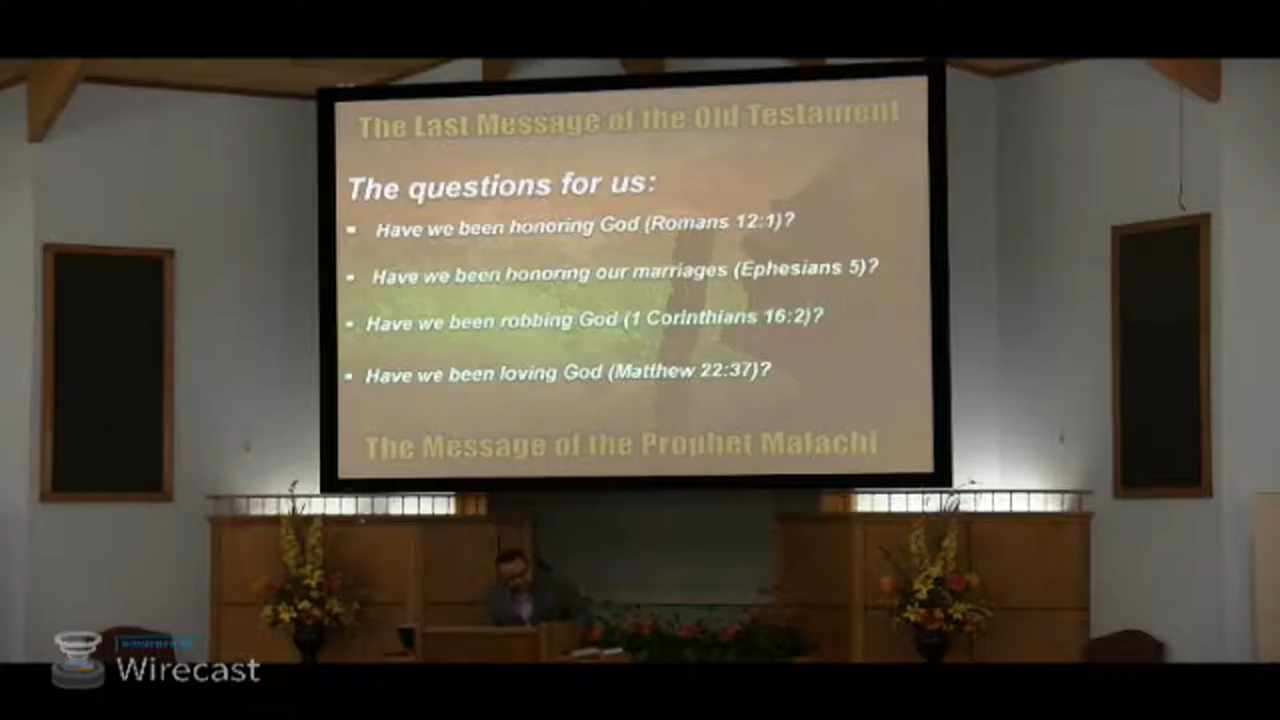 The Last Message of the Old Testament
The questions for us:
▪ Have we been honoring God (Romans 12:1)?
▪ Have we been honoring our marriages (Ephesians 5)?
▪ Have we been robbing God (1 Corinthians 16:2)?
▪ Have we been loving God (Matthew 22:37)?
The Message of the Prophet Malachi
Wirecast